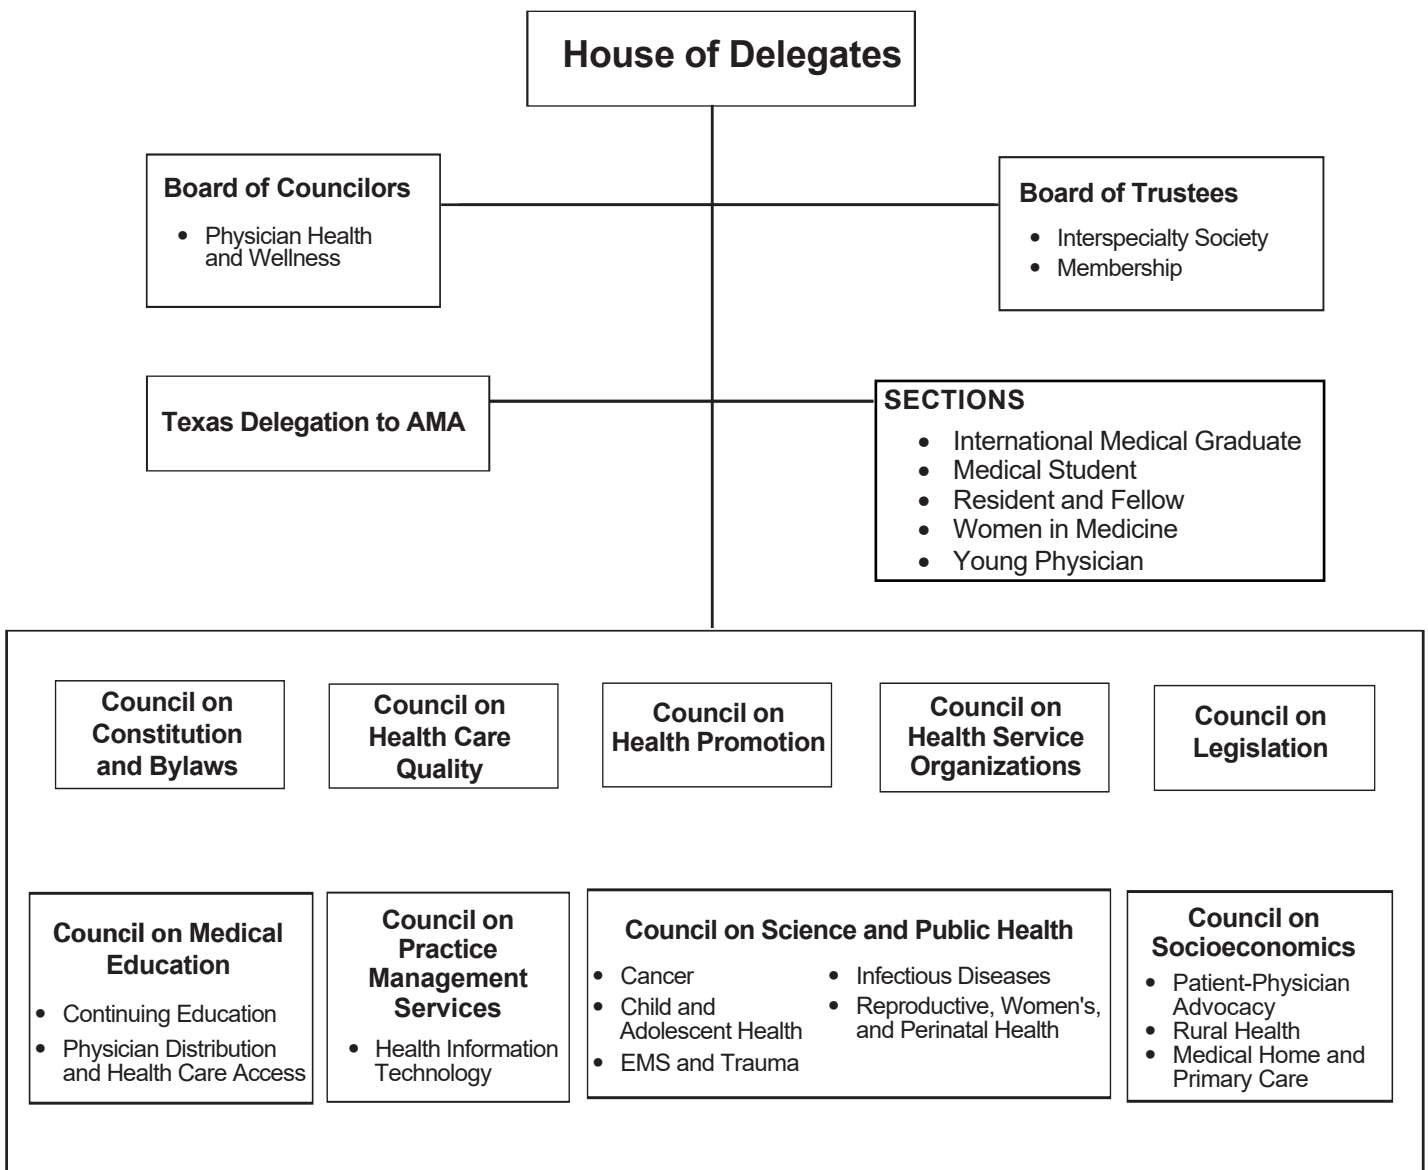 House of Delegates
Board of Councilors
• Physician Health
and Wellness
Board of Trustees
• Interspecialty Society
• Membership
Texas Delegation to AMA
SECTIONS
• International Medical Graduate
• Medical Student
• Resident and Fellow
• Women in Medicine
• Young Physician
Council on
Constitution
and Bylaws
Council on
Health Care
Quality
Council on
Health Promotion
Council on
Health Service
Organizations
Council on
Legislation
Council on Medical
Education
• Continuing Education
• Physician Distribution
and Health Care Access
Council on
Practice
Management
Services
• Health Information
Technology
Council on Science and Public Health
• Cancer
• Child and
Adolescent Health
• EMS and Trauma
• Infectious Diseases
• Reproductive, Women's,
and Perinatal Health
Council on
Socioeconomics
• Patient-Physician
Advocacy
• Rural Health
• Medical Home and
Primary Care